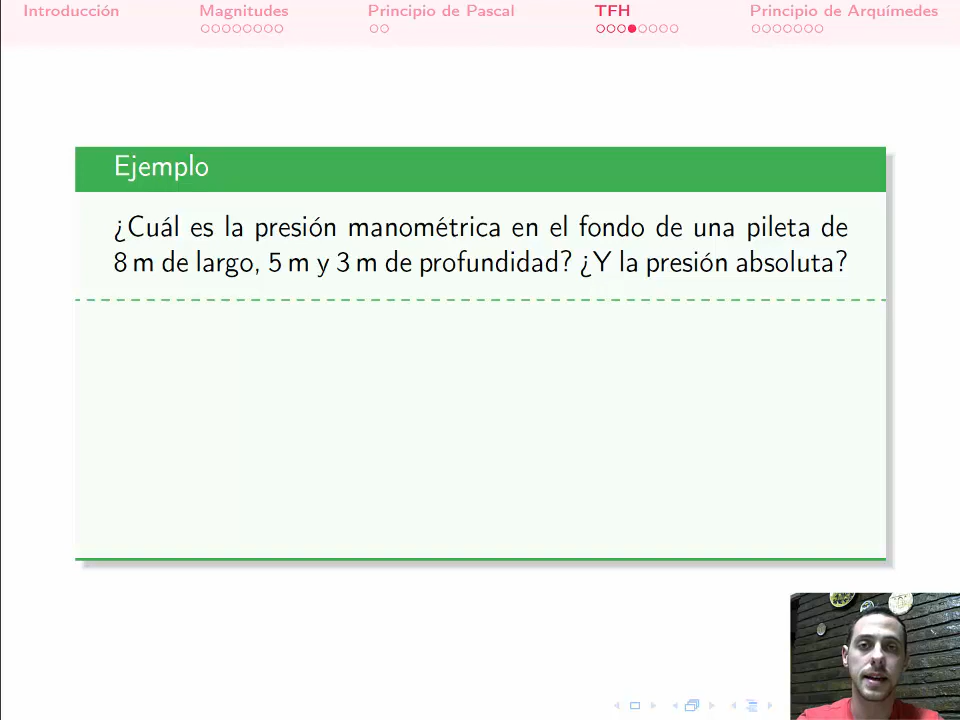 Introducción Magnitudes Principio de Pascal TFH Principio de Arquímedes
Ejemplo
¿Cuál es la presión manométrica en el fondo de una pileta de
8 m de largo, 5 m y 3 m de profundidad? ¿Y la presión absoluta?